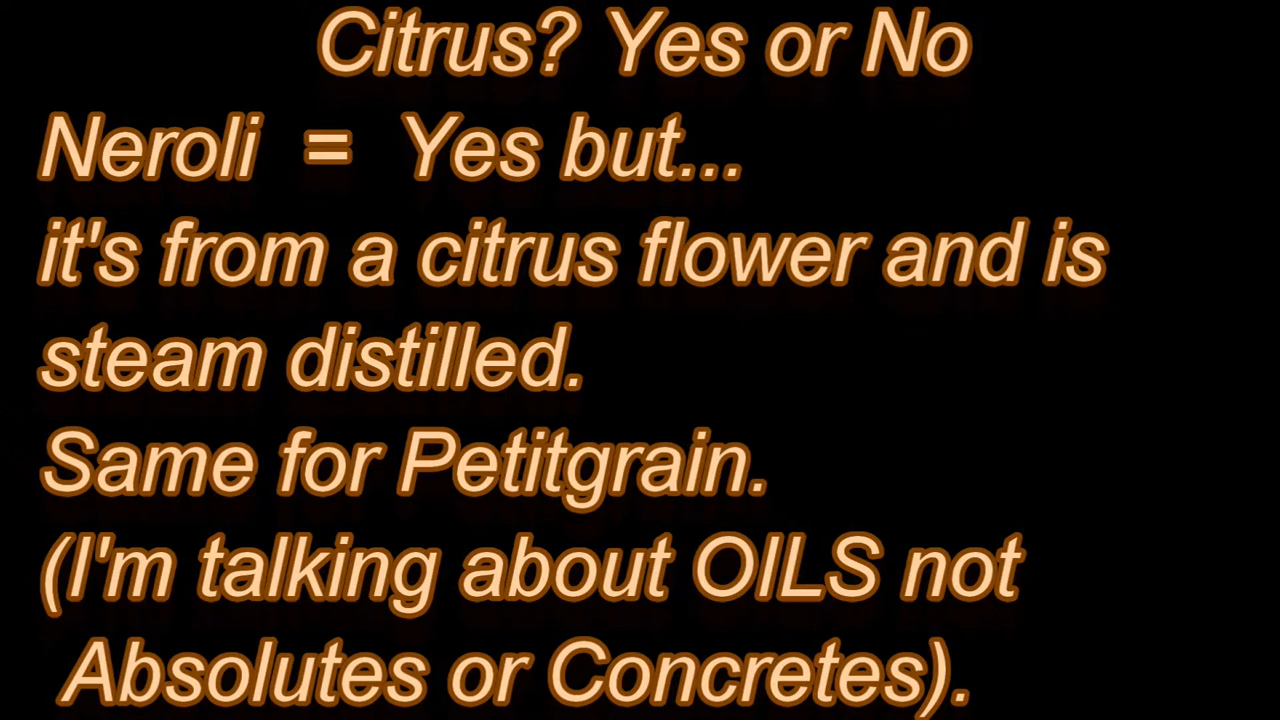 Citrus? Yes or No
Neroli = Yes but...
it's from a citrus flower and is
steam distilled.
Same for Petitgrain.
(I'm talking about OILS not
Absolutes or Concretes).